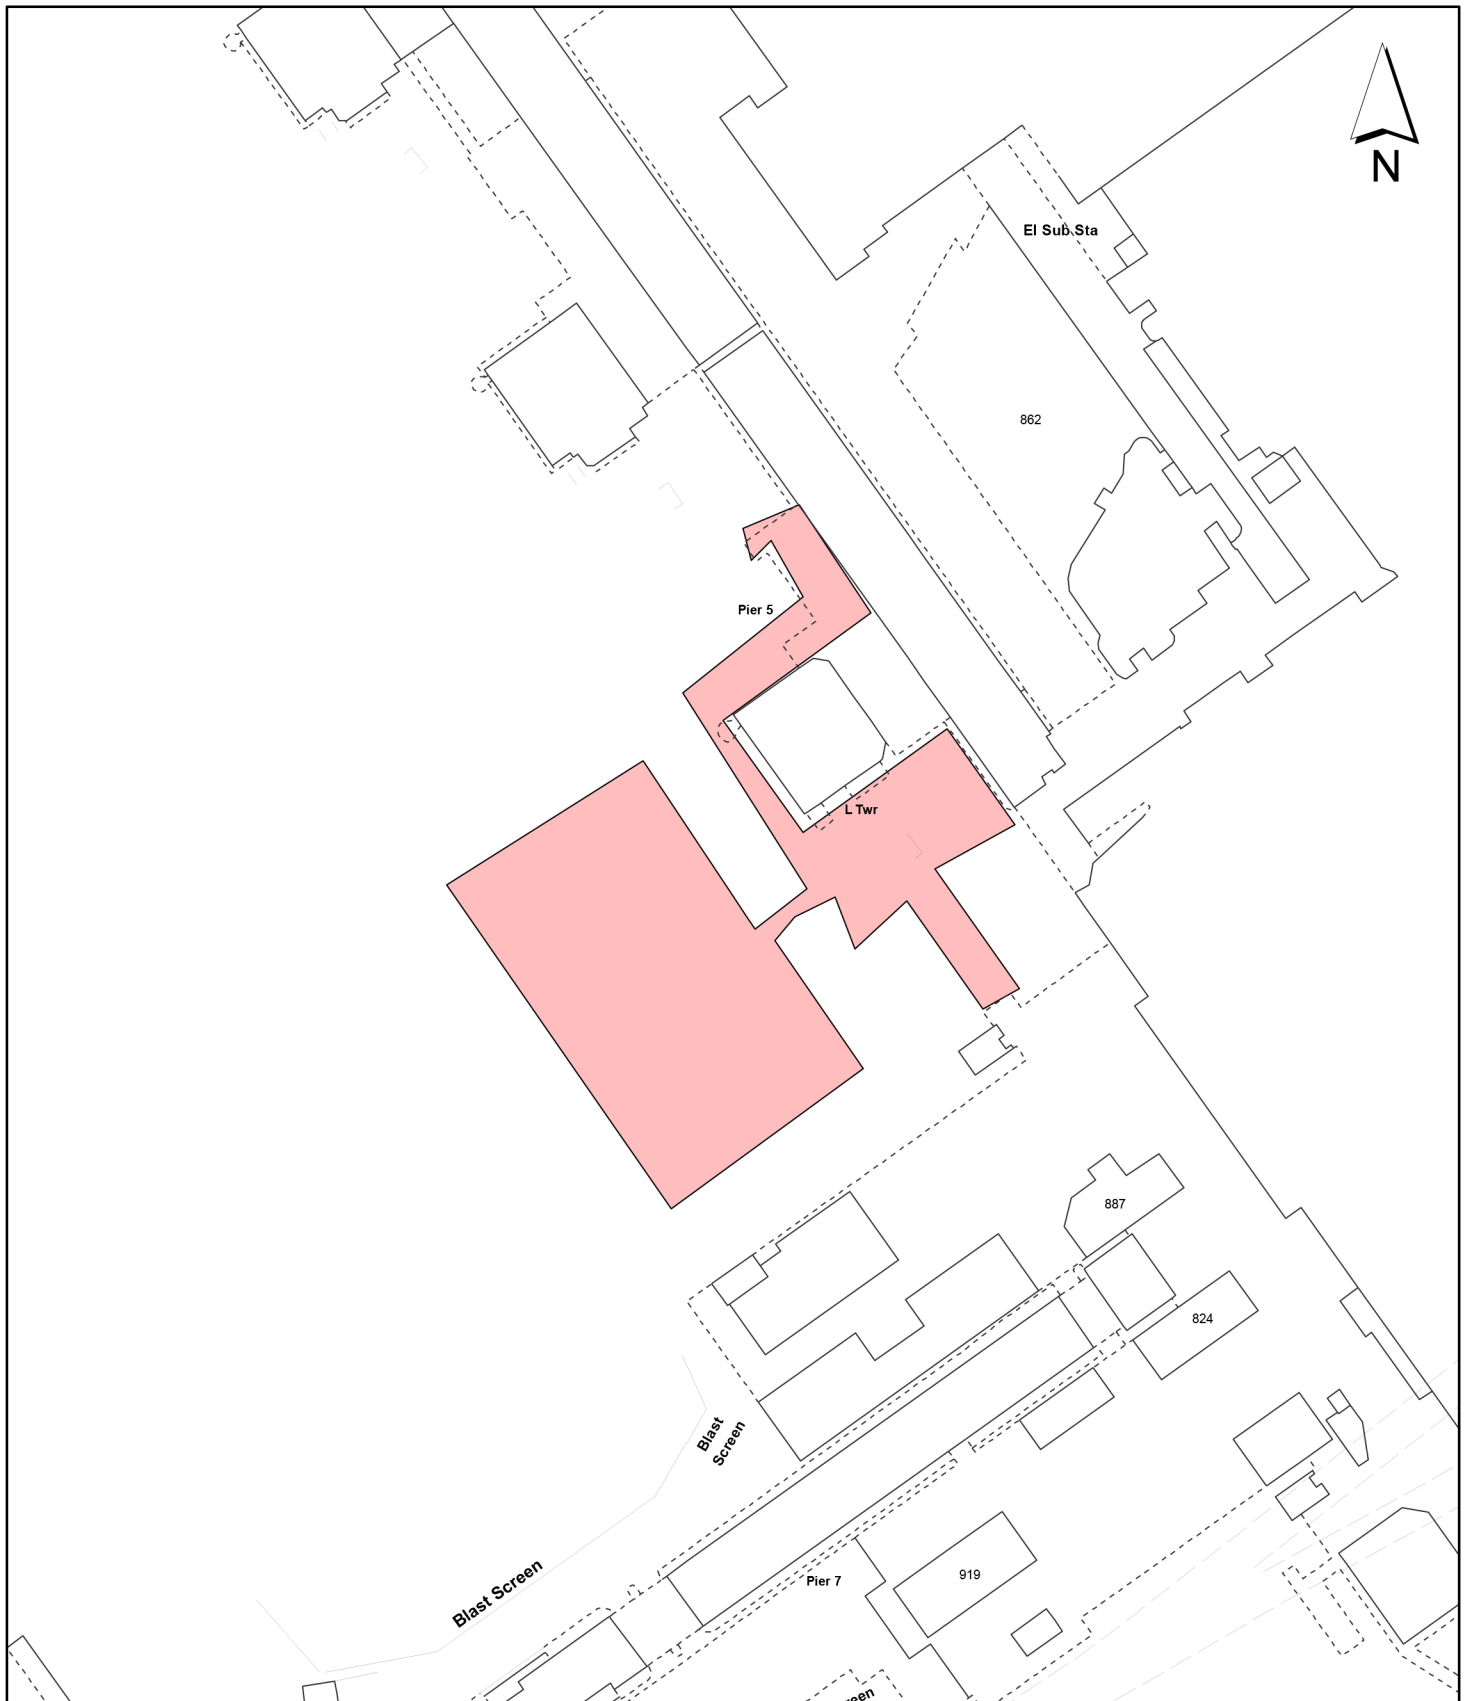 N
El Sub Sta
862
Pier 5
L Twr
887
824
Blast
Screen
Blast Screen
919
Pier 7